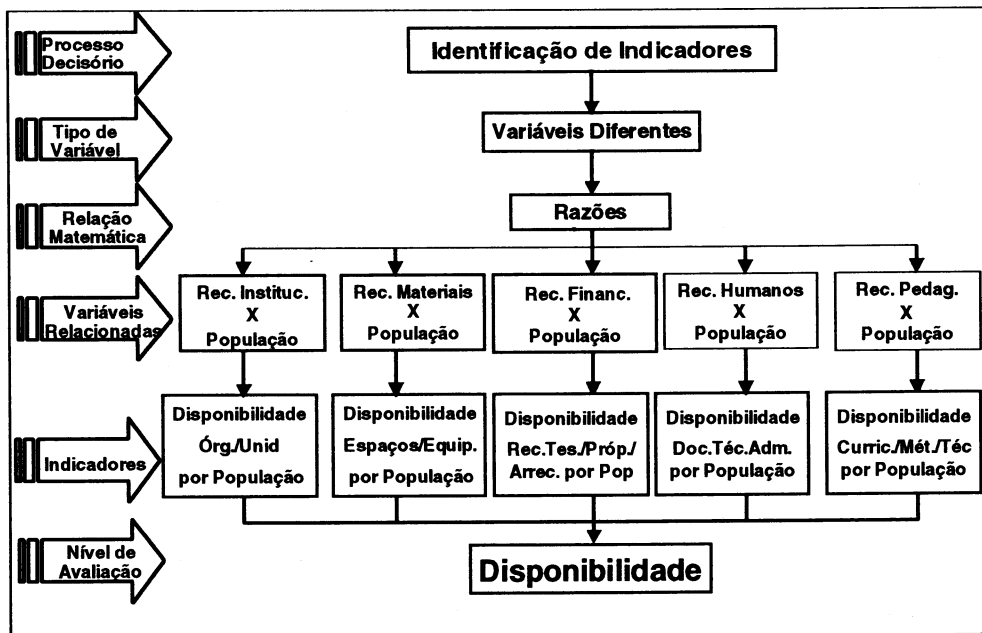 Processo
Decisório
Identificação de Indicadores
Tipo de
Variável
Variáveis Diferentes
Relação
Matemática
Razões
Variáveis
Relacionadas
Rec. Instituc.
X
População
Rec. Materiais
X
População
Rec. Financ.
X
População
Rec. Humanos
X
População
Rec. Pedag.
X
População
Indicadores
Disponibilidade
Órg./Unid
por População
Disponibilidade
Espaços/Equip.
por População
Disponibilidade
Rec.Tes./Próp./
Arrec. por Pop
Disponibilidade
Doc.Téc.Adm.
por População
Disponibilidade
Curric./Mét./Téc
por População
Nível de
Avaliação
Disponibilidade